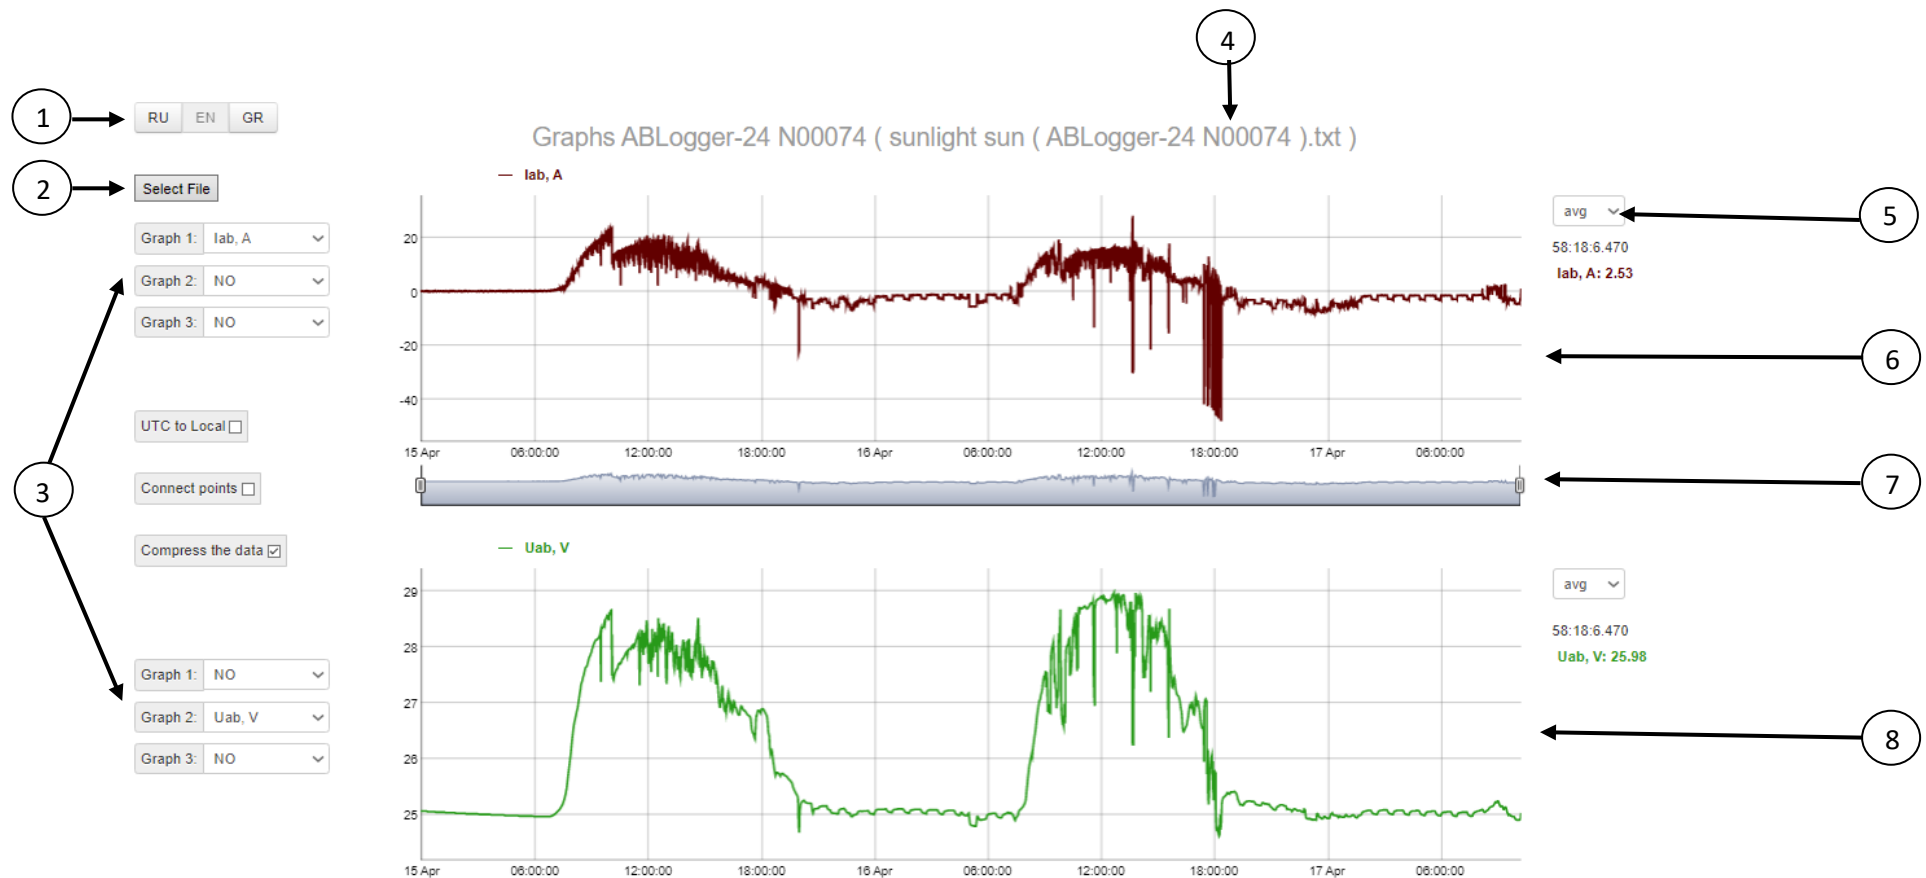 4
1
RU EN GR
Graphs ABLogger-24 N00074 ( sunlight sun ( ABLogger-24 N00074 ).txt )
2
Select File
Iab, A
Graph 1: Iab, A
Graph 2: NO
Graph 3: NO
20
0
-20
-40
15 Apr 06:00:00 12:00:00 18:00:00 16 Apr 06:00:00 12:00:00 18:00:00 17 Apr 06:00:00
avg
5
58:18:6.470
Iab, A: 2.53
6
UTC to Local
Connect points
3
7
Compress the data
Uab, V
29
28
27
26
25
15 Apr 06:00:00 12:00:00 18:00:00 16 Apr 06:00:00 12:00:00 18:00:00 17 Apr 06:00:00
avg
58:18:6.470
Uab, V: 25.98
Graph 1: NO
Graph 2: Uab, V
Graph 3: NO
8